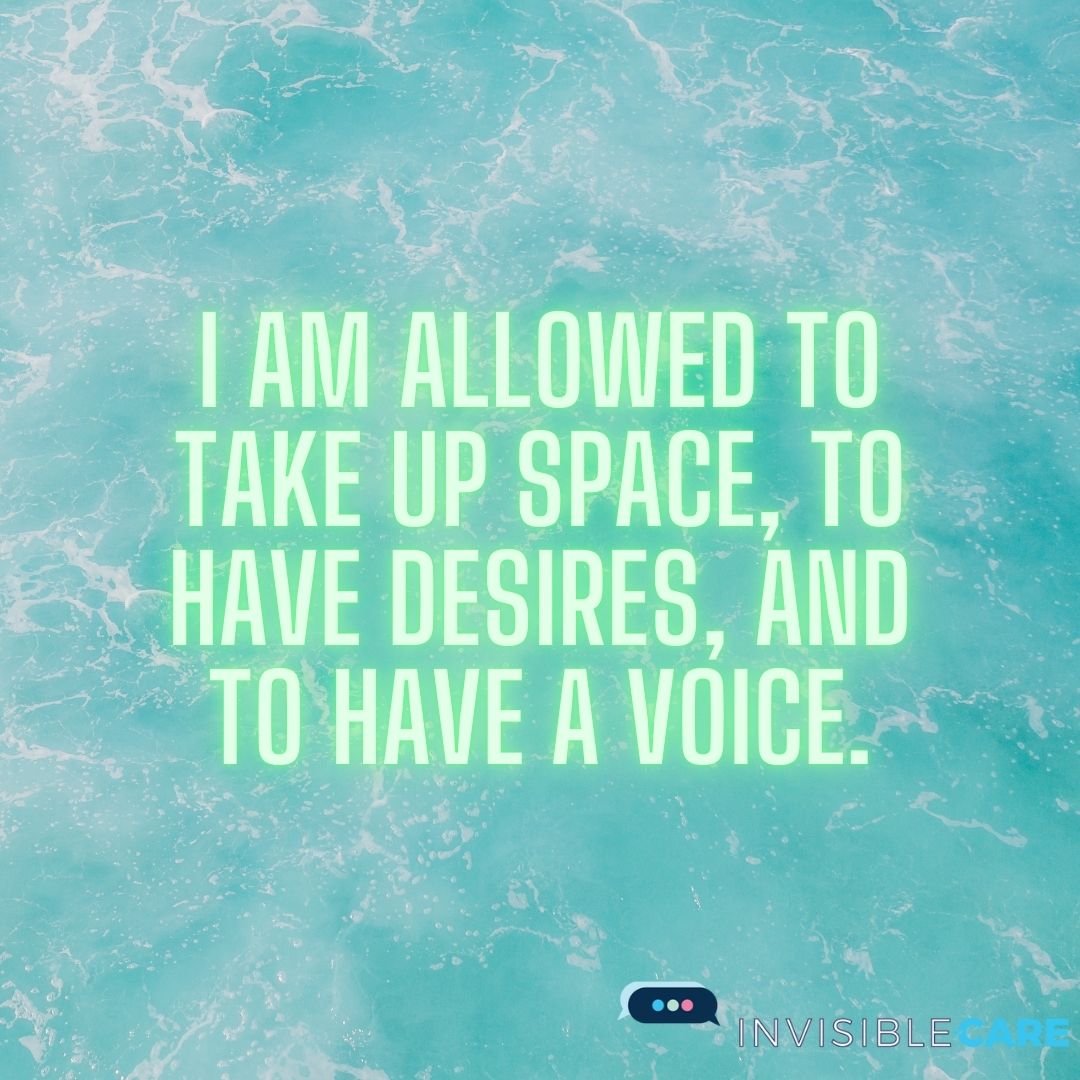 I AM ALLOWED TO
TAKE UP SPACE, TO
HAVE DESIRES, AND
TO HAVE A VOICE.
INVISIBLECARE